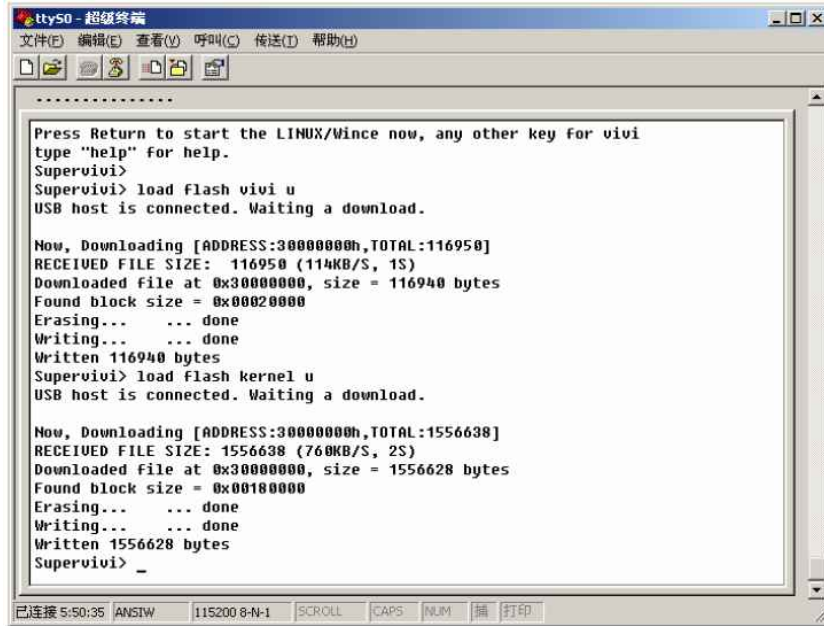 ttyS0 - 超级终端
文件(F) 编辑(E) 查看(V) 呼叫(C) 传送(T) 帮助(H)
...............
Press Return to start the LINUX/Wince now, any other key for vivi
type "help" for help.
Supervivi>
Supervivi> load flash vivi u
USB host is connected. Waiting a download.
Now, Downloading [ADDRESS:30000000h,TOTAL:116950]
RECEIVED FILE SIZE:  116950 (114KB/S, 1S)
Downloaded file at 0x30000000, size = 116940 bytes
Found block size = 0x00020000
Erasing...    ... done
Writing...    ... done
Written 116940 bytes
Supervivi> load flash kernel u
USB host is connected. Waiting a download.
Now, Downloading [ADDRESS:30000000h,TOTAL:1556638]
RECEIVED FILE SIZE: 1556638 (760KB/S, 2S)
Downloaded file at 0x30000000, size = 1556628 bytes
Found block size = 0x00180000
Erasing...    ... done
Writing...    ... done
Written 1556628 bytes
Supervivi> _
已连接 5:50:35 ANSIW 115200 8-N-1 SCROLL CAPS NUM 捕 打印